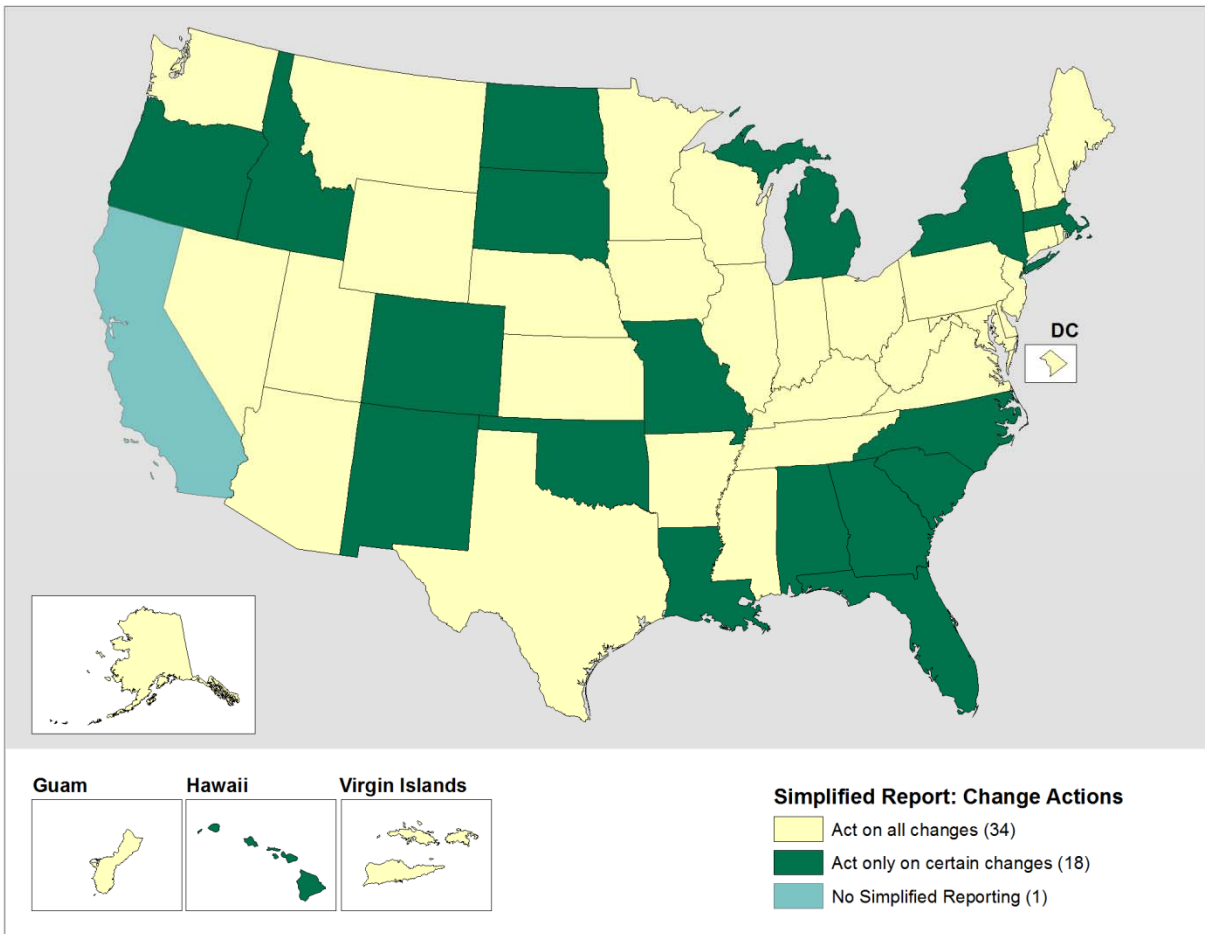 DC
Guam
Hawaii
Virgin Islands
Simplified Report: Change Actions
Act on all changes (34)
Act only on certain changes (18)
No Simplified Reporting (1)